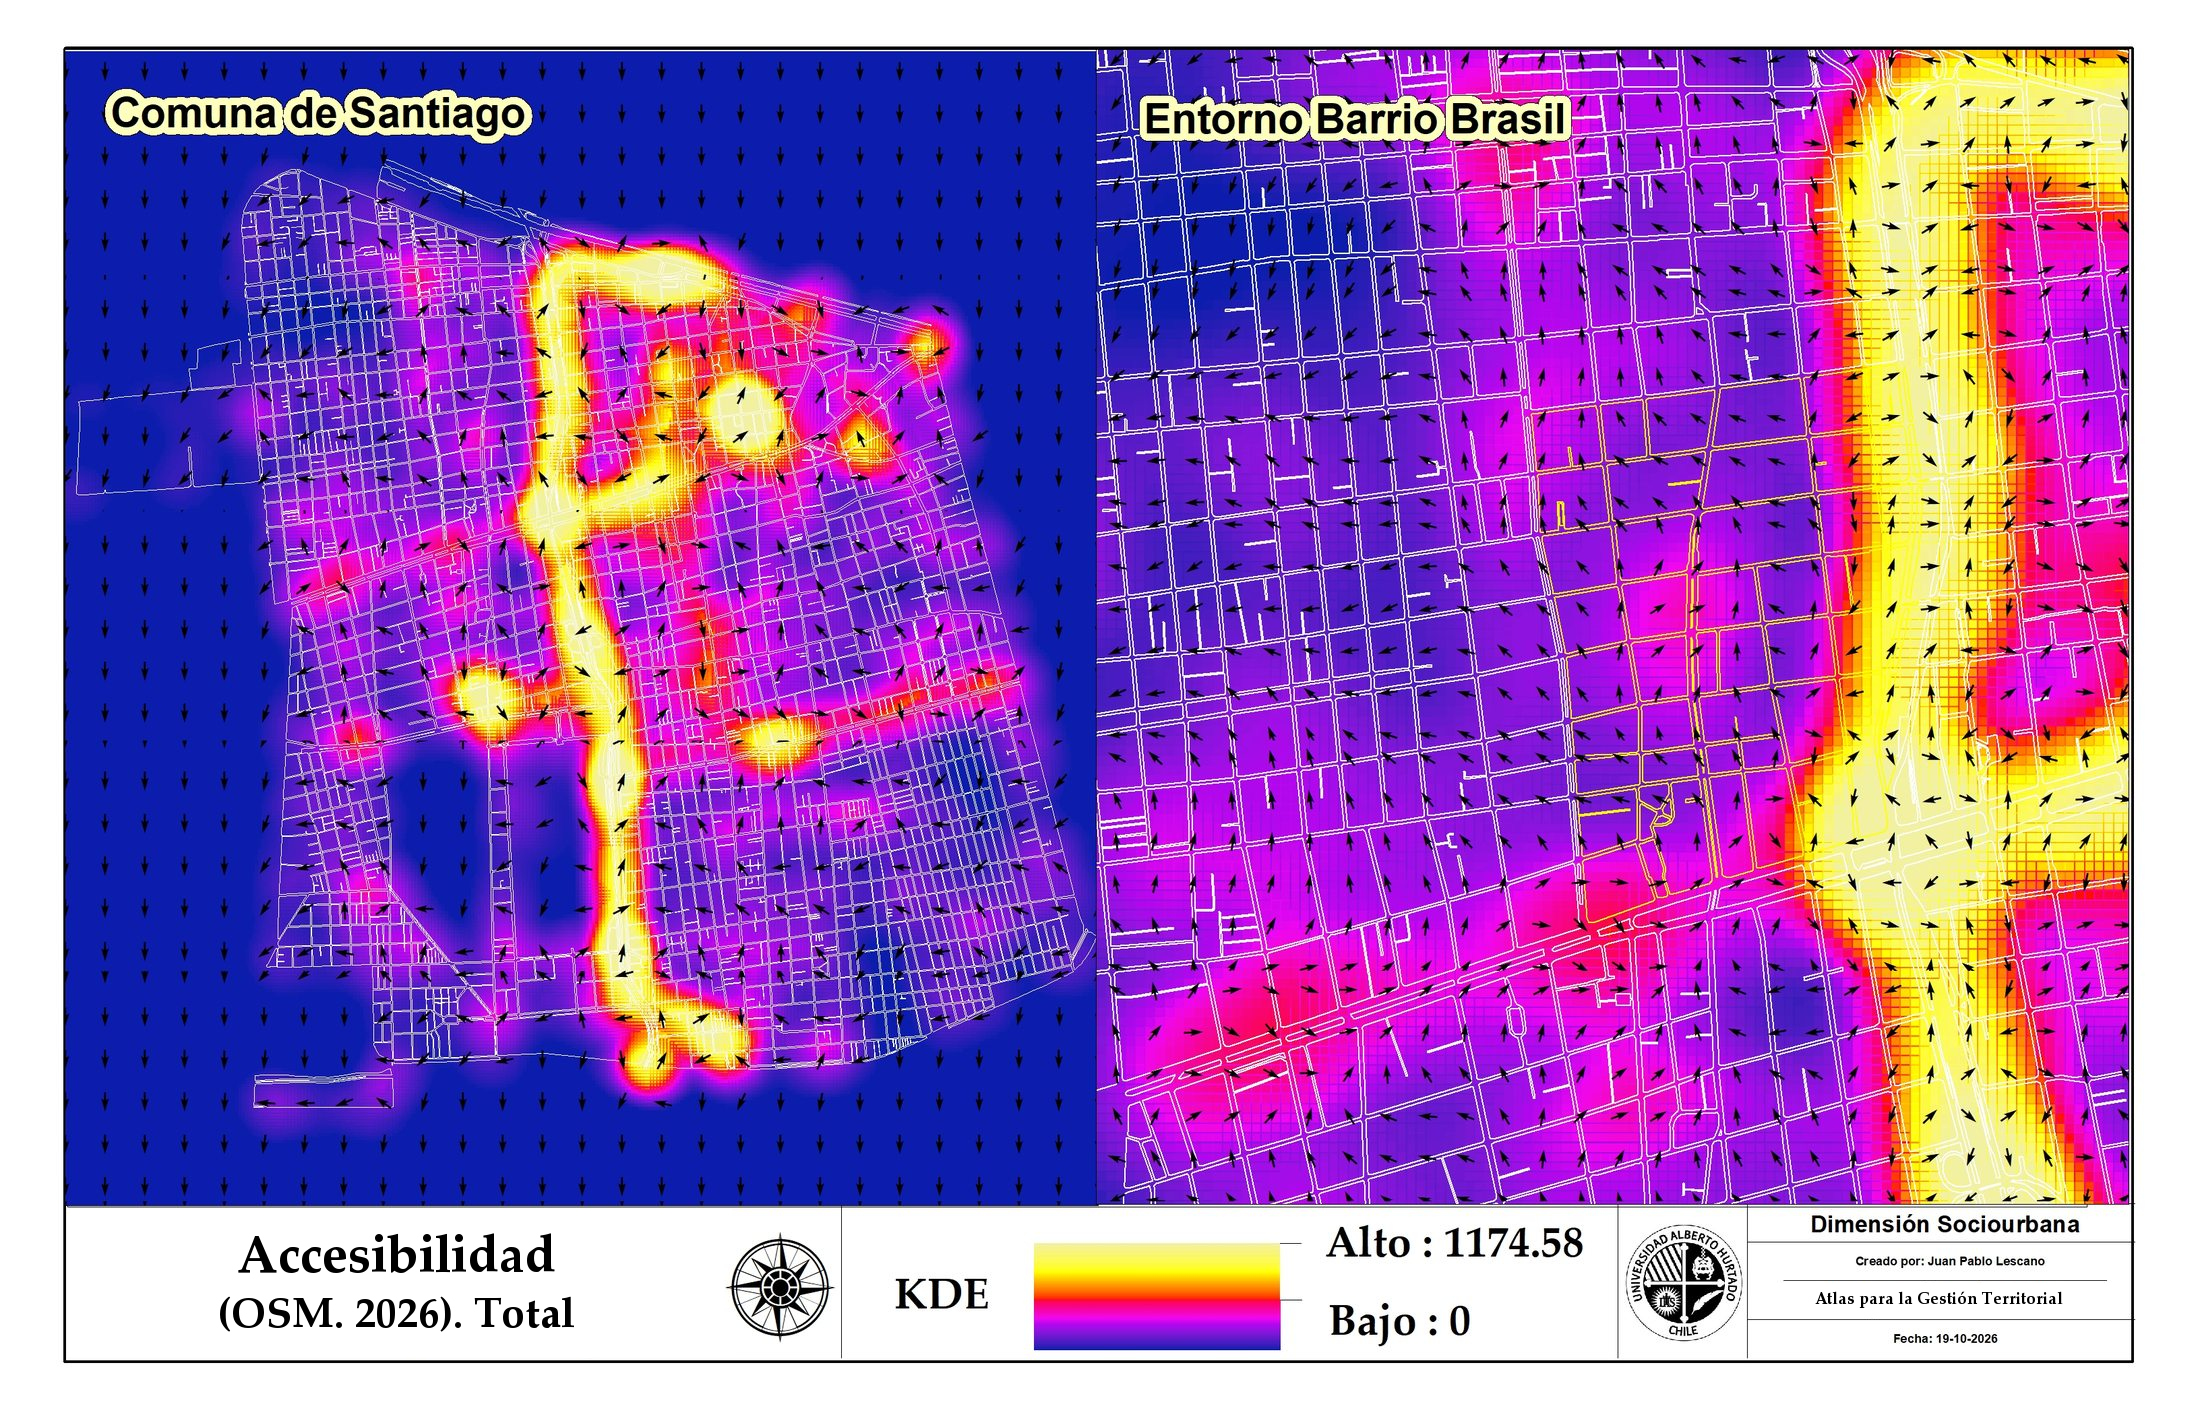 Comuna de Santiago
Entorno Barrio Brasil
Accesibilidad
(OSM. 2026). Total
KDE
Alto : 1174.58
Bajo : 0
UNIVERSIDAD ALBERTO HURTADO
CHILE
Dimensión Sociourbana
Creado por: Juan Pablo Lescano
Atlas para la Gestión Territorial
Fecha: 19-10-2026